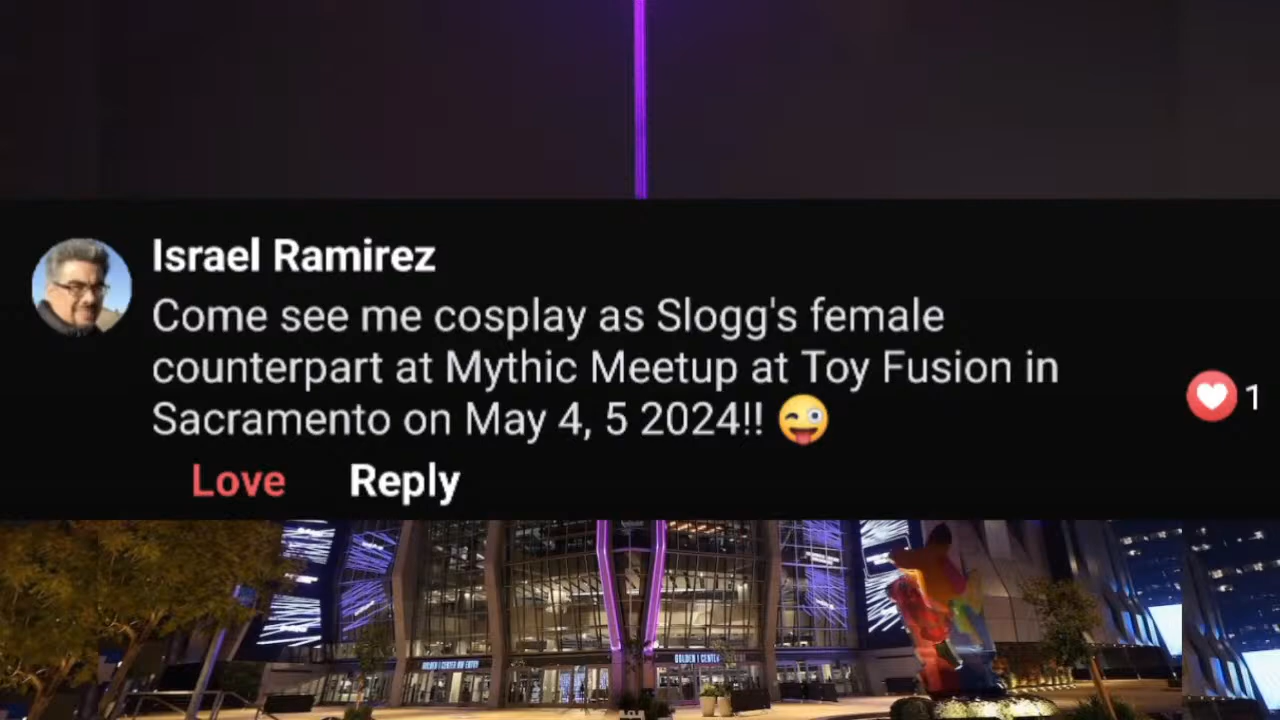 Israel Ramirez
Come see me cosplay as Slogg's female
counterpart at Mythic Meetup at Toy Fusion in
Sacramento on May 4, 5 2024!! 😜
1
Love Reply
GOLDEN 1 CENTER